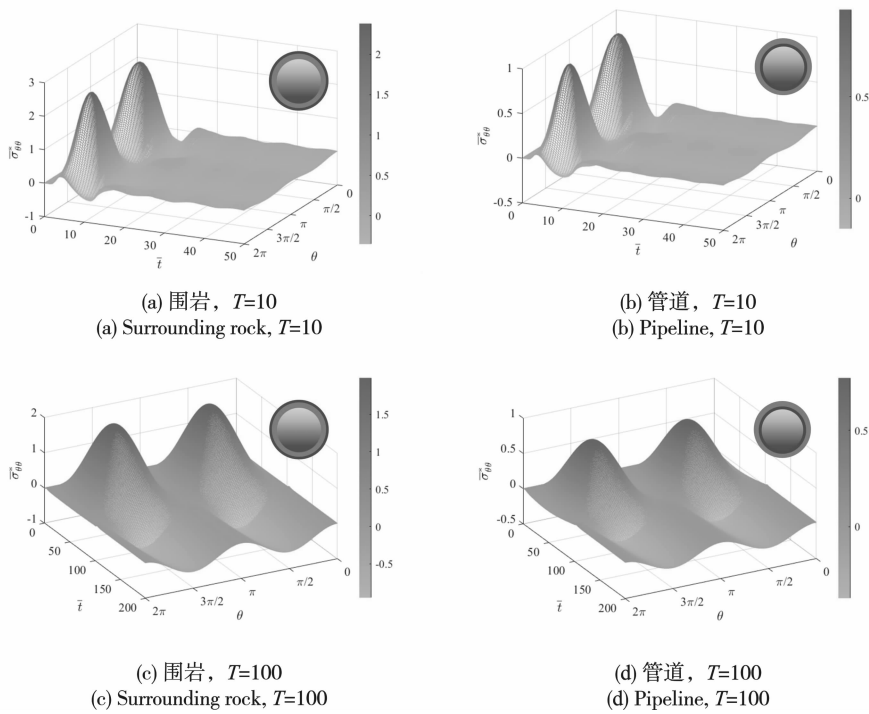 3
2
1
0
-1
σ̅*θθ
0
10
20
30
40
50
t̄
2π
3π/2
π
π/2
0
θ
2
1.5
1
0.5
0
(a) 围岩，T=10
(a) Surrounding rock, T=10
1
0.5
0
-0.5
σ̅*θθ
0
10
20
30
40
50
t̄
2π
3π/2
π
π/2
0
θ
0.5
0
(b) 管道，T=10
(b) Pipeline, T=10
2
1
0
-1
σ̅*θθ
0
50
100
150
200
t̄
2π
3π/2
π
π/2
0
θ
1.5
1
0.5
0
-0.5
(c) 围岩，T=100
(c) Surrounding rock, T=100
1
0.5
0
-0.5
σ̅*θθ
0
50
100
150
200
t̄
2π
3π/2
π
π/2
0
θ
0.5
0
(d) 管道，T=100
(d) Pipeline, T=100